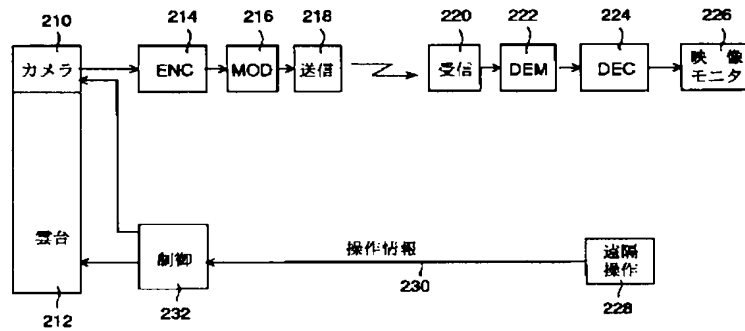 210
214
216
218
220
222
224
226
カメラ
ENC
MOD
送信
受信
DEM
DEC
映像
モニタ
雲台
制御
操作情報
遠隔
操作
212
232
230
228